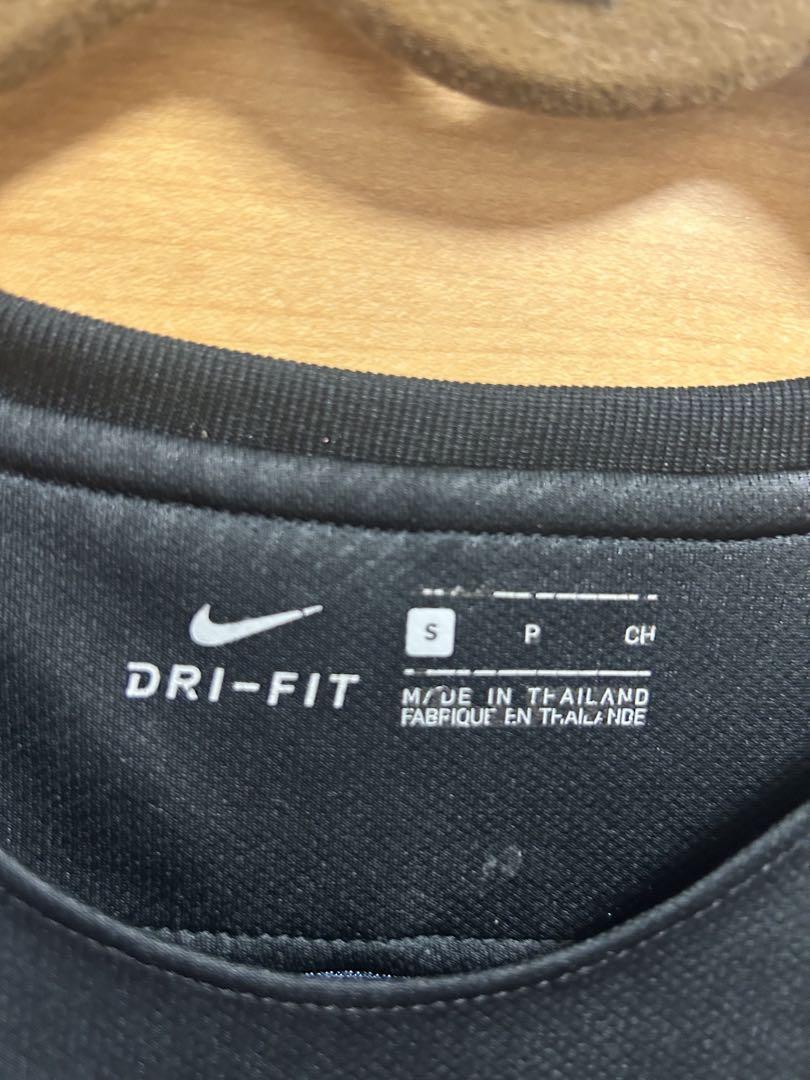 DRI-FIT
S P CH
MADE IN THAILAND
FABRIQUE EN THAILANDE